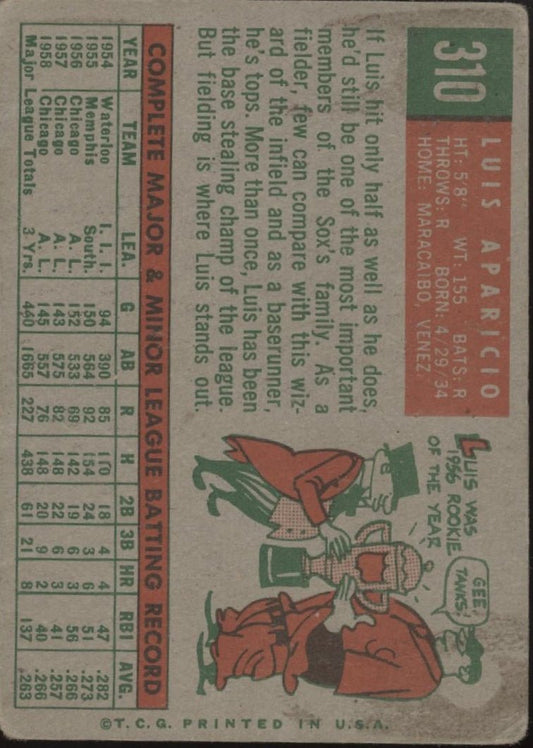 310
LUIS APARICIO
HT: 5'8" WT: 155 BATS: R
THROWS: R BORN: 4/29/34
HOME: MARACAIBO, VENEZ.
If Luis hit only half as well as he does,
he'd still be one of the most important
members of the Sox's family. As a
fielder, few can compare with this wiz-
ard of the infield and as a baserunner,
he's tops. More than once, Luis has been
the base stealing champ of the league.
But fielding is where Luis stands out.
LUIS WAS
1956 ROOKIE
OF THE YEAR
GEE
TANKS!
COMPLETE MAJOR & MINOR LEAGUE BATTING RECORD
YEAR TEAM LEA. G AB R H 2B 3B HR RBI AVG.
1954 Waterloo I. I. I. 94 390 85 110 18 4 4 47 .282
1955 Memphis South. 150 564 92 154 24 3 6 51 .273
1956 Chicago A. L. 152 533 69 142 19 6 3 56 .266
1957 Chicago A. L. 143 575 82 148 22 6 3 41 .257
1958 Chicago A. L. 145 557 76 148 20 9 2 40 .266
Major League Totals 3 Yrs. 440 1665 227 438 61 21 8 137 .263
©T.C.G. PRINTED IN U.S.A.